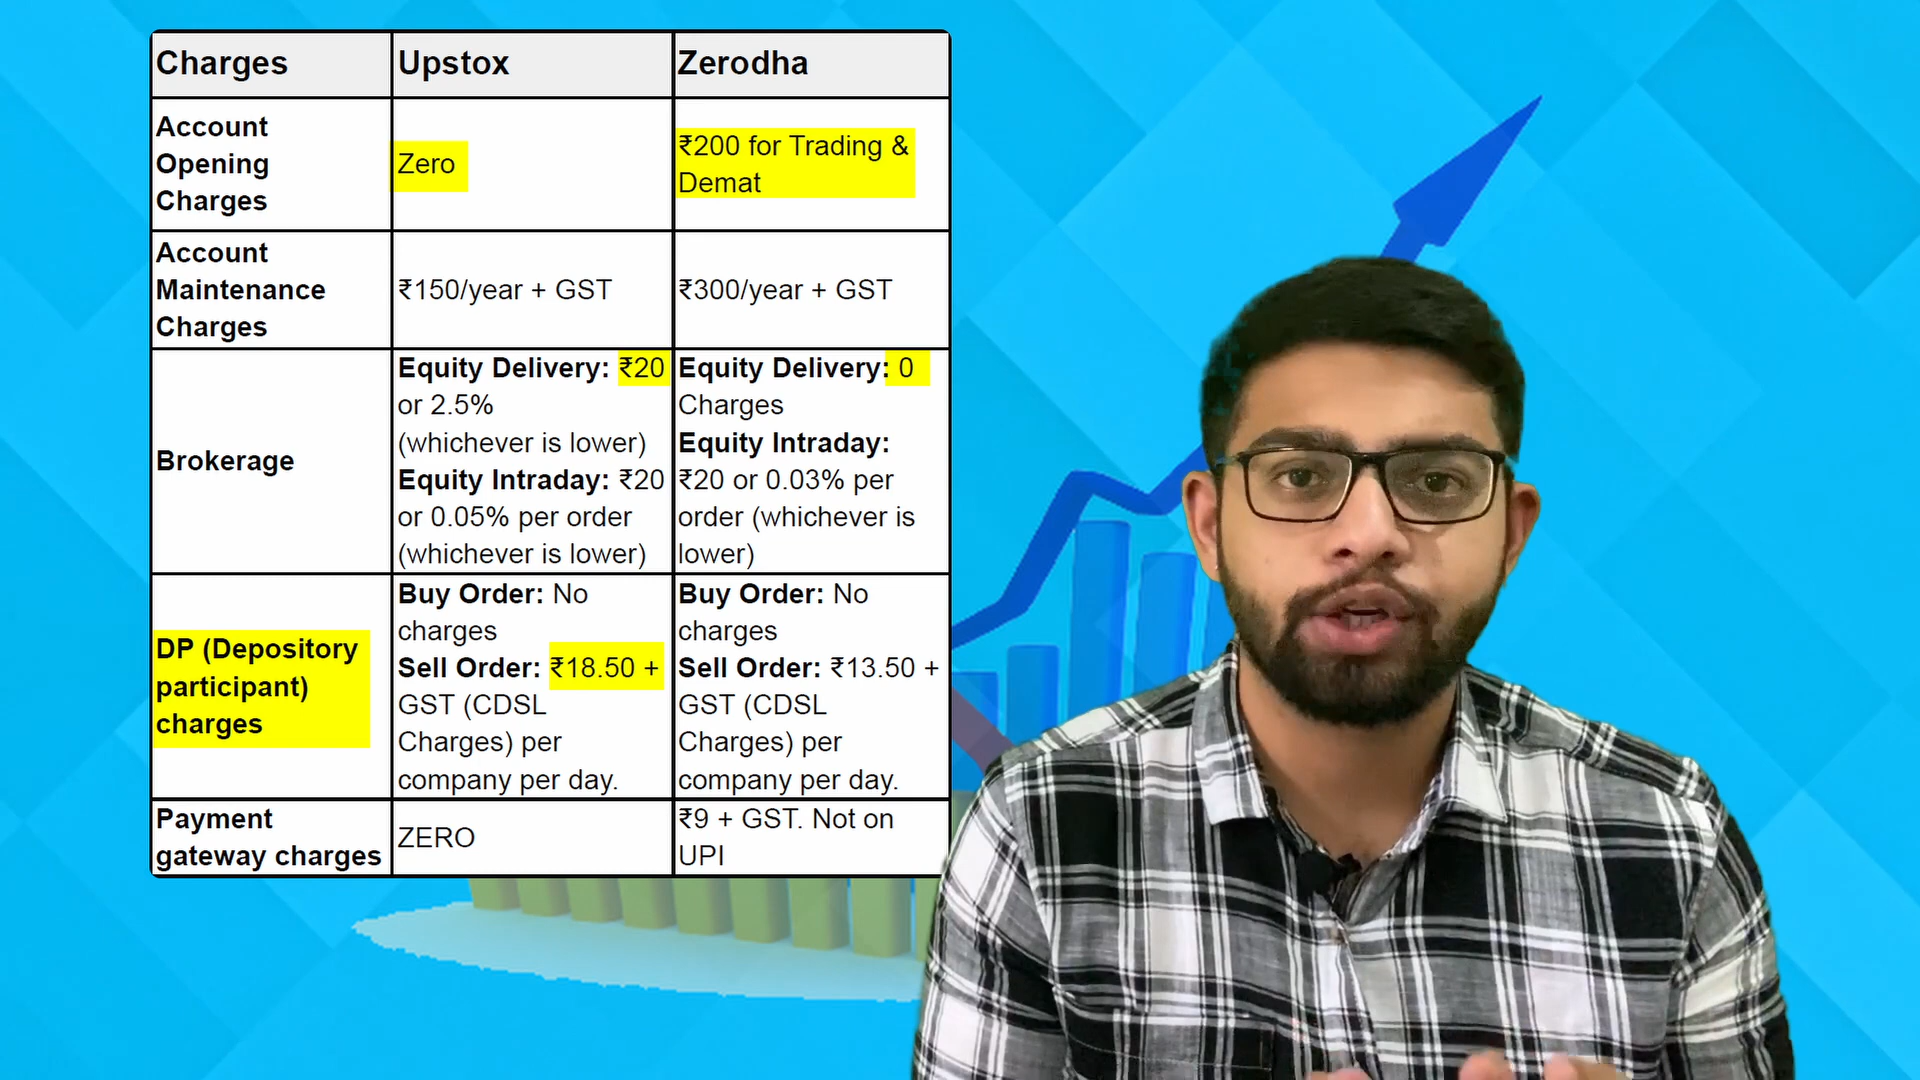 Charges Upstox Zerodha
Account
Opening
Charges
Zero
₹200 for Trading &
Demat
Account
Maintenance
Charges
₹150/year + GST
₹300/year + GST
Brokerage
Equity Delivery: ₹20
or 2.5%
(whichever is lower)
Equity Intraday: ₹20
or 0.05% per order
(whichever is lower)
Equity Delivery: 0
Charges
Equity Intraday:
₹20 or 0.03% per
order (whichever is
lower)
DP (Depository
participant)
charges
Buy Order: No
charges
Sell Order: ₹18.50 +
GST (CDSL
Charges) per
company per day.
Buy Order: No
charges
Sell Order: ₹13.50 +
GST (CDSL
Charges) per
company per day.
Payment
gateway charges
ZERO
₹9 + GST. Not on
UPI